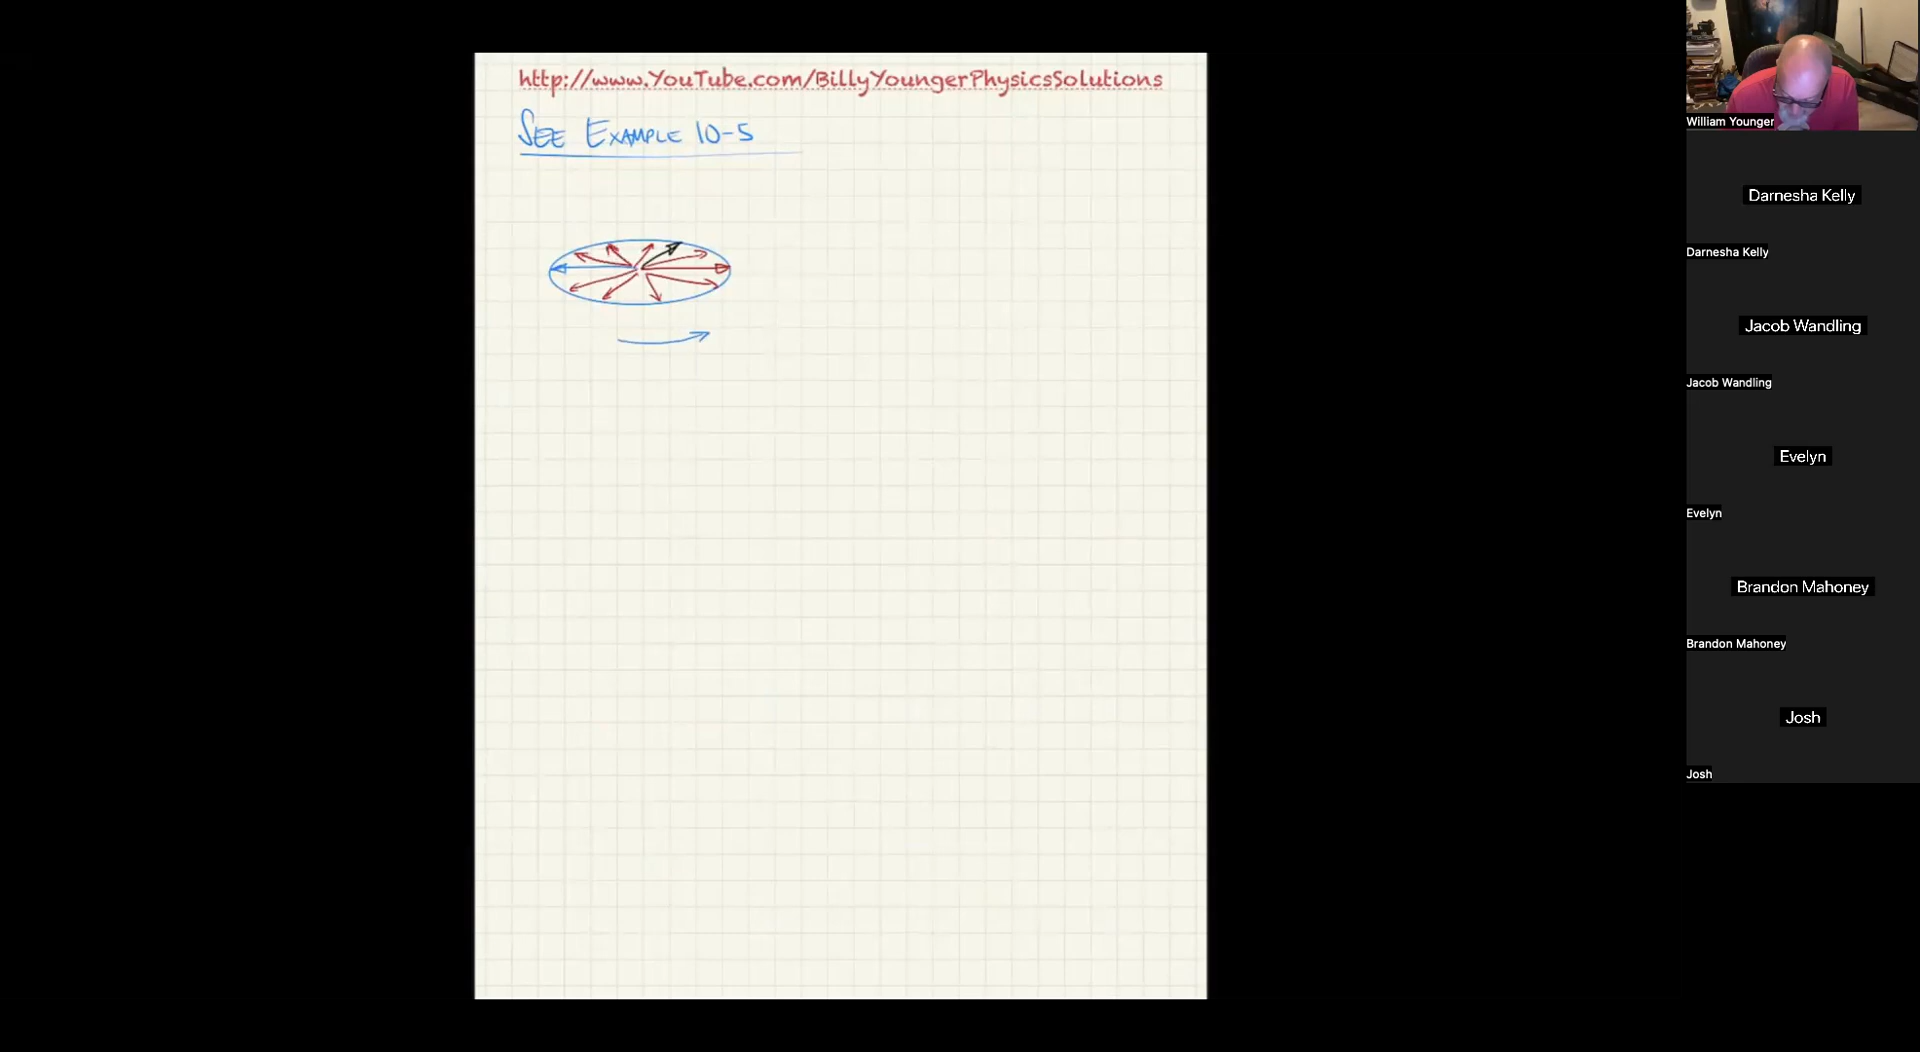 http://www.YouTube.com/BillyYoungerPhysicsSolutions
SEE EXAMPLE 10-5
William Younger
Darnesha Kelly
Darnesha Kelly
Jacob Wandling
Jacob Wandling
Evelyn
Evelyn
Brandon Mahoney
Brandon Mahoney
Josh
Josh